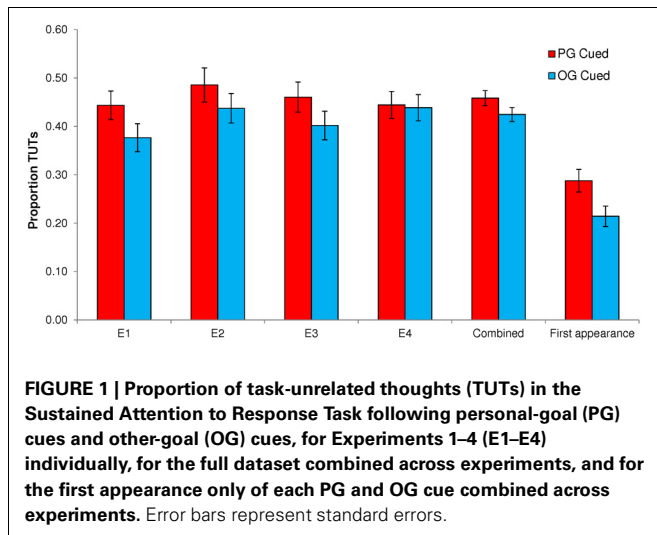 0.60
0.50
0.40
0.30
0.20
0.10
0.00
Proportion TUTs
PG Cued
OG Cued
E1 E2 E3 E4 Combined First appearance
FIGURE 1 | Proportion of task-unrelated thoughts (TUTs) in the
Sustained Attention to Response Task following personal-goal (PG)
cues and other-goal (OG) cues, for Experiments 1–4 (E1–E4)
individually, for the full dataset combined across experiments, and for
the first appearance only of each PG and OG cue combined across
experiments. Error bars represent standard errors.